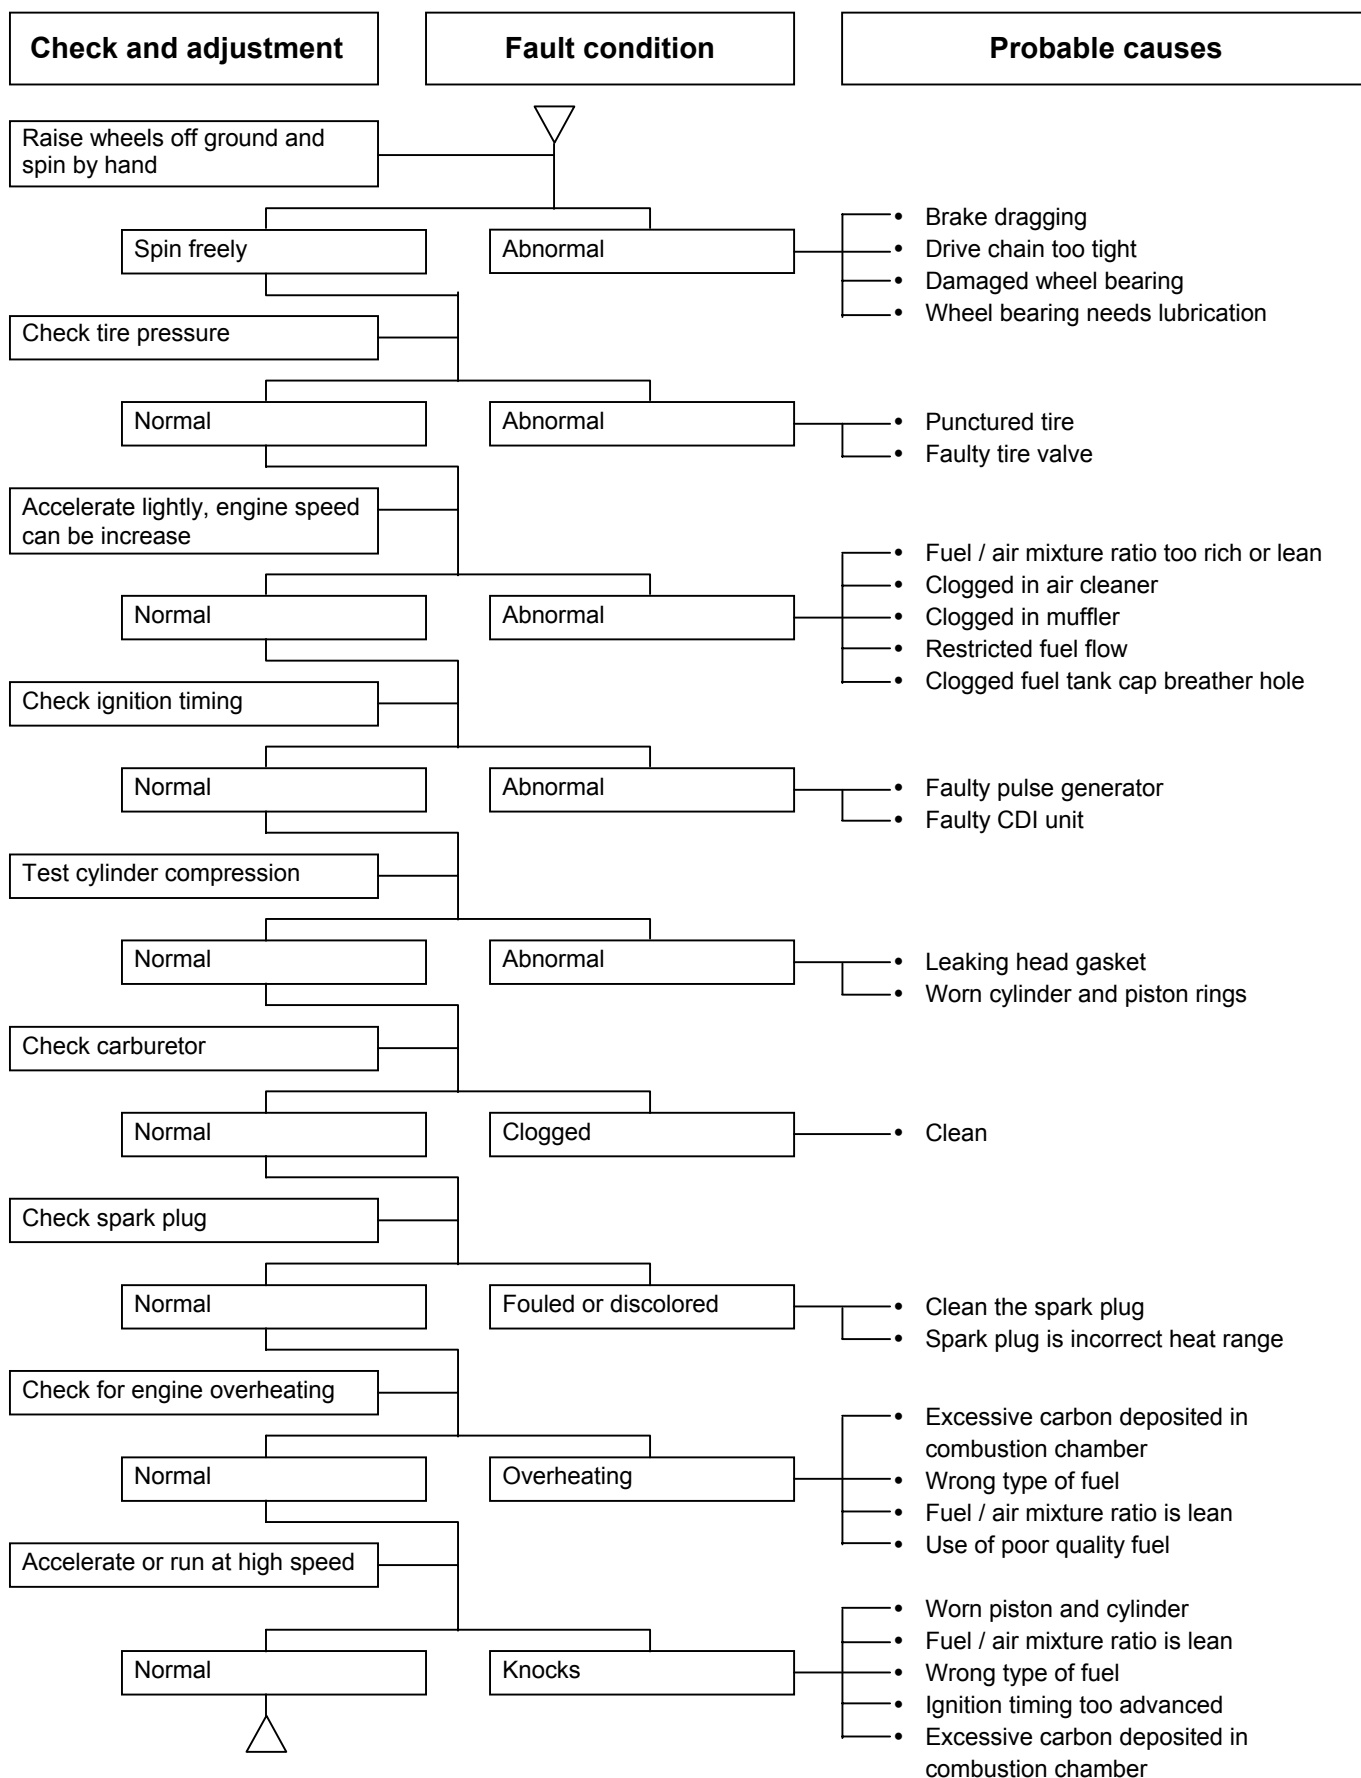 Check and adjustment
Fault condition
Probable causes
Raise wheels off ground and
spin by hand
Spin freely
Abnormal
• Brake dragging
• Drive chain too tight
• Damaged wheel bearing
• Wheel bearing needs lubrication
Check tire pressure
Normal
Abnormal
• Punctured tire
• Faulty tire valve
Accelerate lightly, engine speed
can be increase
Normal
Abnormal
• Fuel / air mixture ratio too rich or lean
• Clogged in air cleaner
• Clogged in muffler
• Restricted fuel flow
• Clogged fuel tank cap breather hole
Check ignition timing
Normal
Abnormal
• Faulty pulse generator
• Faulty CDI unit
Test cylinder compression
Normal
Abnormal
• Leaking head gasket
• Worn cylinder and piston rings
Check carburetor
Normal
Clogged
• Clean
Check spark plug
Normal
Fouled or discolored
• Clean the spark plug
• Spark plug is incorrect heat range
Check for engine overheating
Normal
Overheating
• Excessive carbon deposited in
combustion chamber
• Wrong type of fuel
• Fuel / air mixture ratio is lean
• Use of poor quality fuel
Accelerate or run at high speed
Normal
Knocks
• Worn piston and cylinder
• Fuel / air mixture ratio is lean
• Wrong type of fuel
• Ignition timing too advanced
• Excessive carbon deposited in
combustion chamber